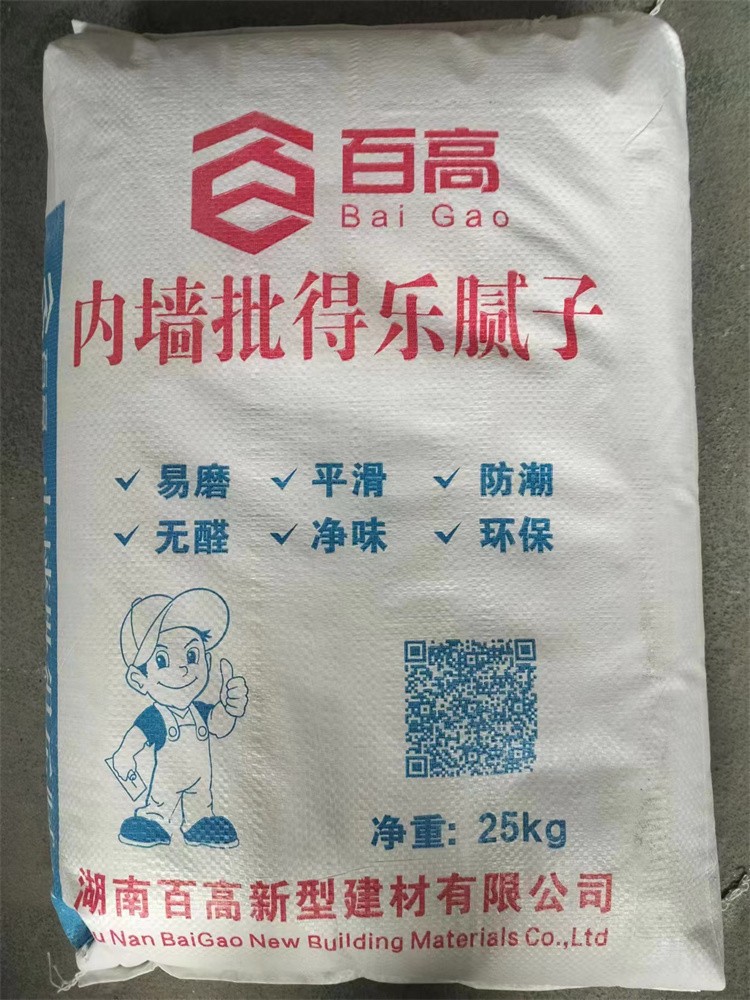 百高
Bai Gao
内墙批得乐腻子
✓易磨 ✓平滑 ✓防潮
✓无醛 ✓净味 ✓环保
净重: 25kg
湖南百高新型建材有限公司
u Nan BaiGao New Building Materials Co.,Ltd